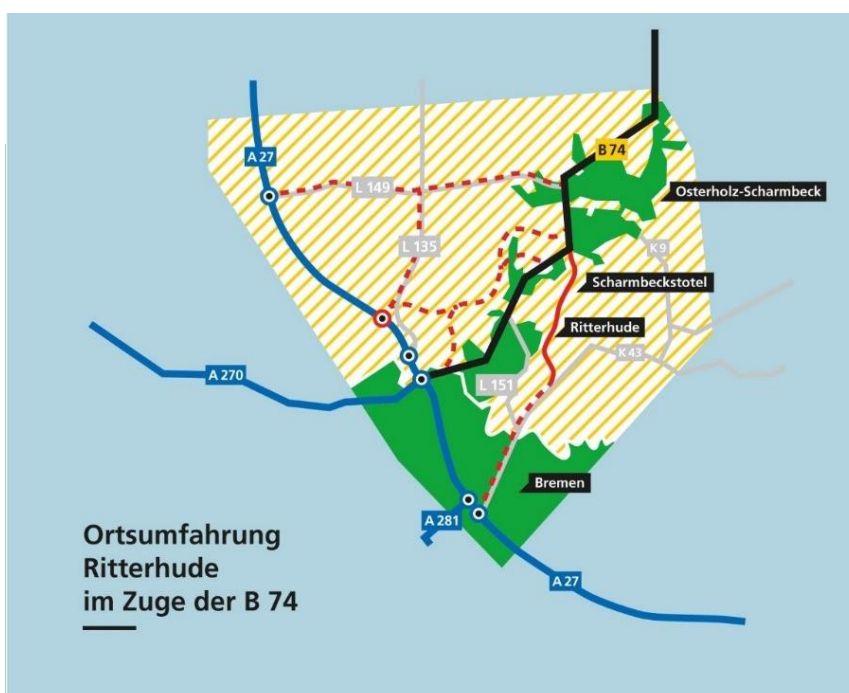 A 27
B 74
L 149
Osterholz-Scharmbeck
L 135
K 9
Scharmbeckstotel
Ritterhude
K 43
A 270
L 151
Bremen
A 281
Ortsumfahrung
Ritterhude
im Zuge der B 74
A 27